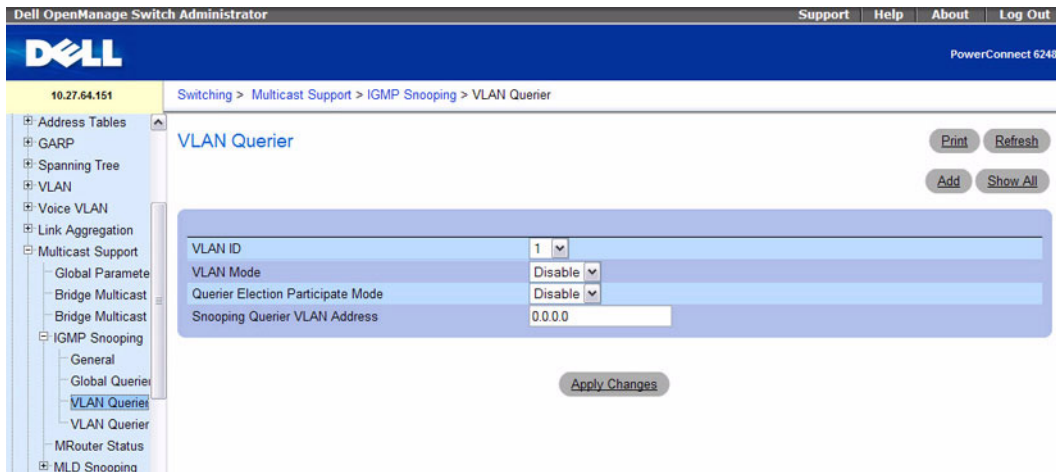 Dell OpenManage Switch Administrator
Support Help About Log Out
DELL
PowerConnect 6248
10.27.64.151
Switching > Multicast Support > IGMP Snooping > VLAN Querier
Address Tables
GARP
Spanning Tree
VLAN
Voice VLAN
Link Aggregation
Multicast Support
Global Paramete
Bridge Multicast
Bridge Multicast
IGMP Snooping
General
Global Querier
VLAN Querier
VLAN Querier
MRouter Status
MLD Snooping
VLAN Querier
Print Refresh
Add Show All
VLAN ID 1
VLAN Mode Disable
Querier Election Participate Mode Disable
Snooping Querier VLAN Address 0.0.0.0
Apply Changes